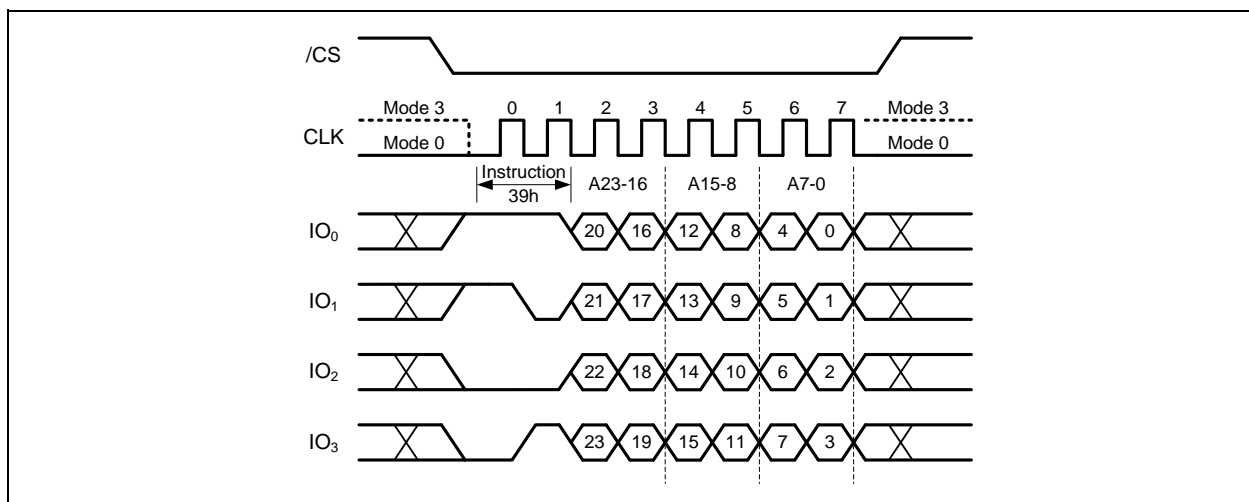 /CS
Mode 3 0 1 2 3 4 5 6 7 Mode 3
CLK
Mode 0 Mode 0
Instruction A23-16 A15-8 A7-0
39h
IO₀ 20 16 12 8 4 0
IO₁ 21 17 13 9 5 1
IO₂ 22 18 14 10 6 2
IO₃ 23 19 15 11 7 3